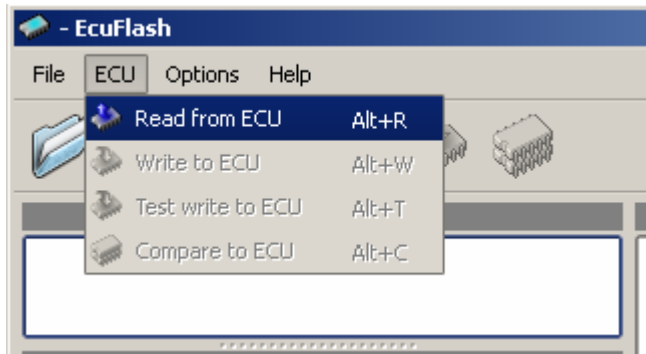 - EcuFlash
File ECU Options Help
Read from ECU Alt+R
Write to ECU Alt+W
Test write to ECU Alt+T
Compare to ECU Alt+C